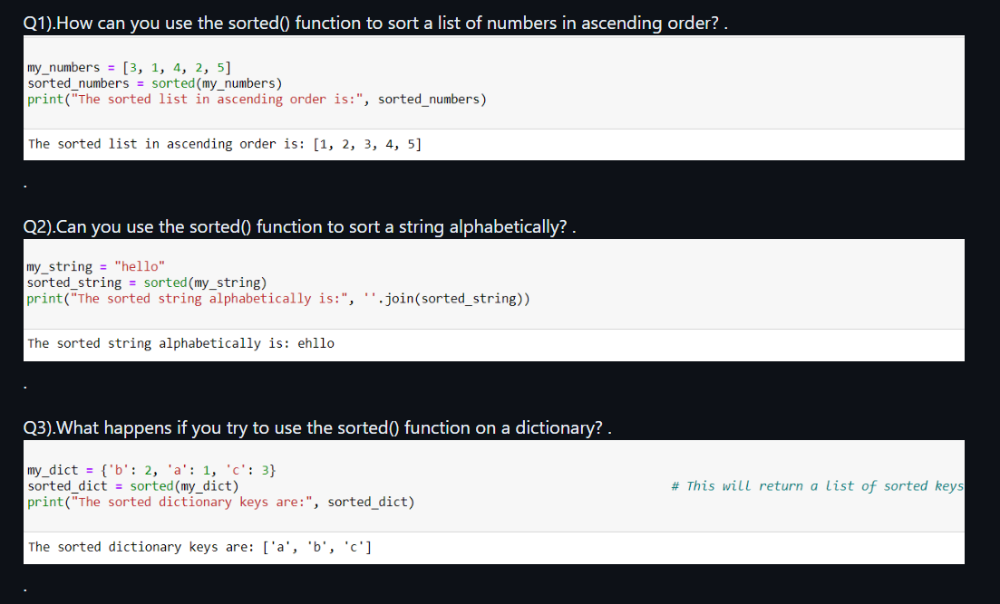 Q1).How can you use the sorted() function to sort a list of numbers in ascending order? .
my_numbers = [3, 1, 4, 2, 5]
sorted_numbers = sorted(my_numbers)
print("The sorted list in ascending order is:", sorted_numbers)
The sorted list in ascending order is: [1, 2, 3, 4, 5]
.
Q2).Can you use the sorted() function to sort a string alphabetically? .
my_string = "hello"
sorted_string = sorted(my_string)
print("The sorted string alphabetically is:", ''.join(sorted_string))
The sorted string alphabetically is: ehllo
.
Q3).What happens if you try to use the sorted() function on a dictionary? .
my_dict = {'b': 2, 'a': 1, 'c': 3}
sorted_dict = sorted(my_dict) # This will return a list of sorted keys
print("The sorted dictionary keys are:", sorted_dict)
The sorted dictionary keys are: ['a', 'b', 'c']
.